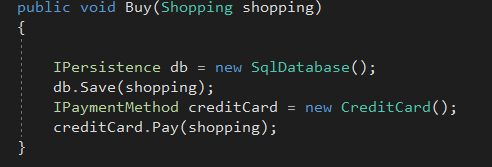 public void Buy(Shopping shopping)
{
IPersistence db = new SqlDatabase();
db.Save(shopping);
IPaymentMethod creditCard = new CreditCard();
creditCard.Pay(shopping);
}